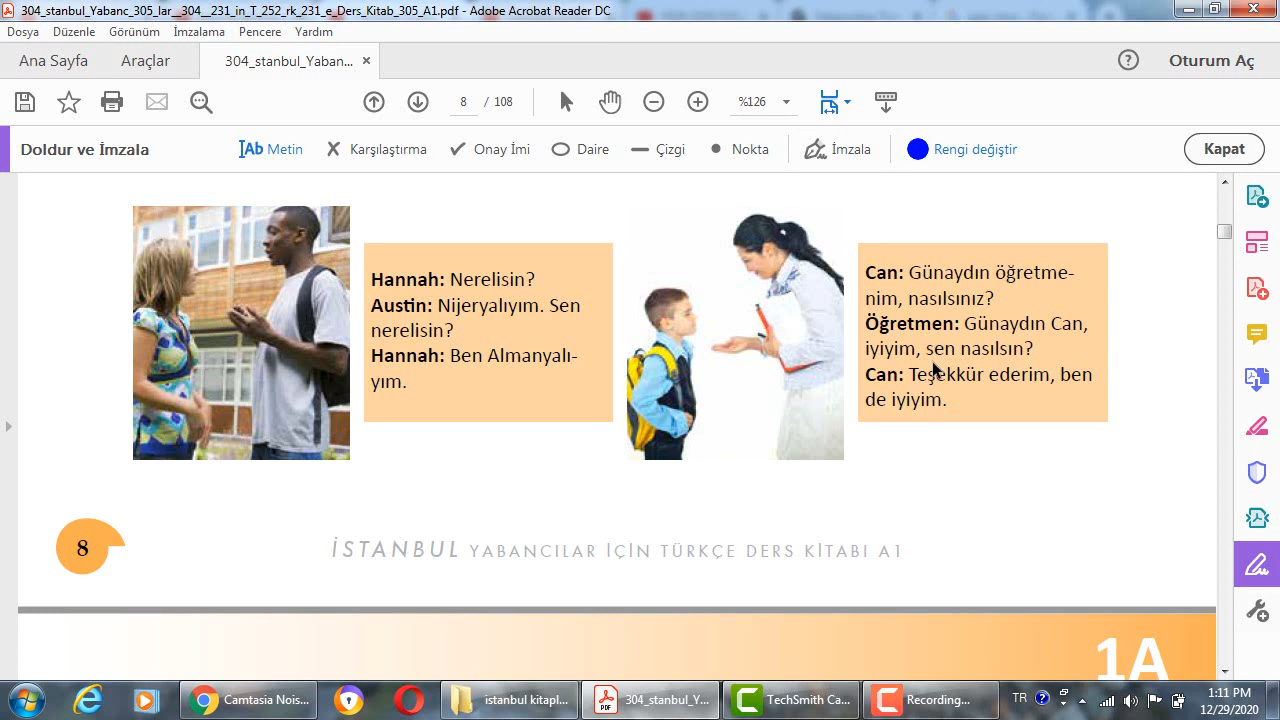 304_stanbul_Yabanc_305_lar__304__231_in_T_252_rk_231_e_Ders_Kitab_305_A1.pdf - Adobe Acrobat Reader DC
Dosya Düzenle Görünüm İmzalama Pencere Yardım
Ana Sayfa Araçlar 304_stanbul_Yaban... × ? Oturum Aç
8 / 108 %126
Doldur ve İmzala Ab Metin Karşılaştırma Onay İmi Daire Çizgi Nokta İmzala Rengi değiştir Kapat
Hannah: Nerelisin?
Austin: Nijeryalıyım. Sen
nerelisin?
Hannah: Ben Almanyalı-
yım.
Can: Günaydın öğretme-
nim, nasılsınız?
Öğretmen: Günaydın Can,
iyiyim, sen nasılsın?
Can: Teşekkür ederim, ben
de iyiyim.
8 İSTANBUL YABANCILAR İÇİN TÜRKÇE DERS KİTABI A1
1A
Camtasia Nois... istanbul kitapl... 304_stanbul_Y... TechSmith Ca... Recording... TR 1:11 PM
12/29/2020